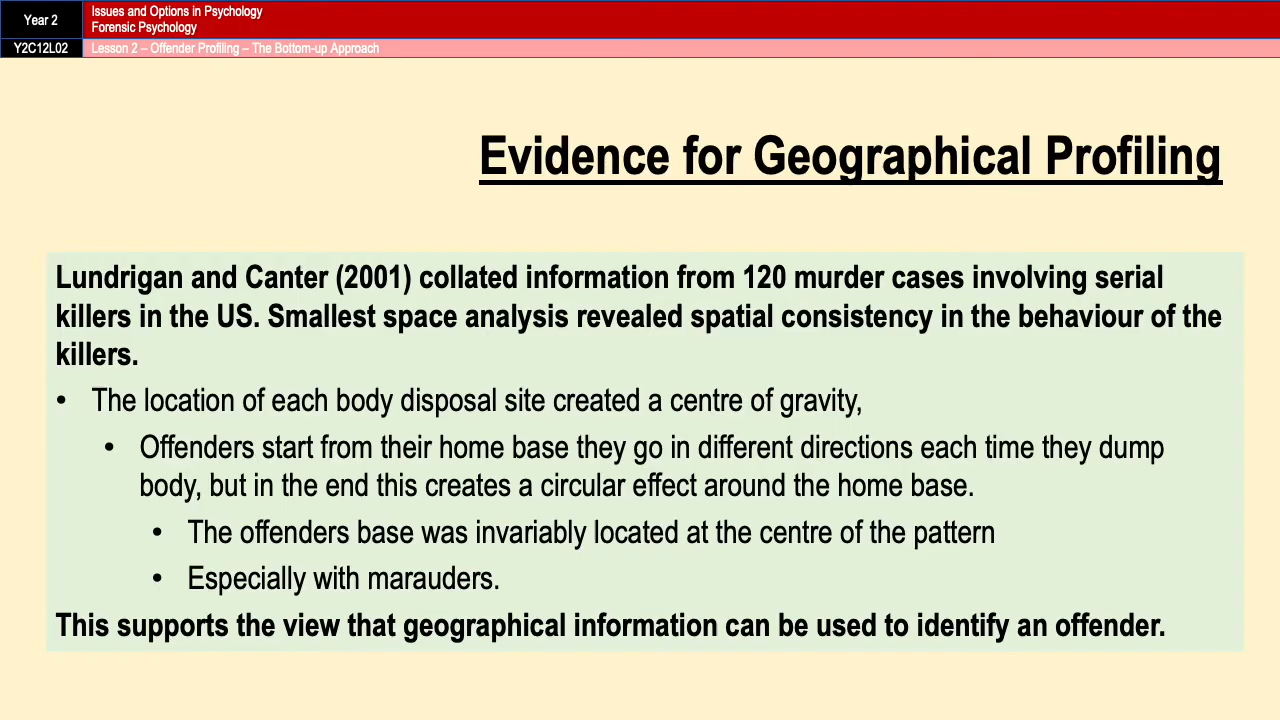 Year 2
Issues and Options in Psychology
Forensic Psychology
Y2C12L02
Lesson 2 – Offender Profiling – The Bottom-up Approach
Evidence for Geographical Profiling
Lundrigan and Canter (2001) collated information from 120 murder cases involving serial
killers in the US. Smallest space analysis revealed spatial consistency in the behaviour of the
killers.
• The location of each body disposal site created a centre of gravity,
• Offenders start from their home base they go in different directions each time they dump
body, but in the end this creates a circular effect around the home base.
• The offenders base was invariably located at the centre of the pattern
• Especially with marauders.
This supports the view that geographical information can be used to identify an offender.